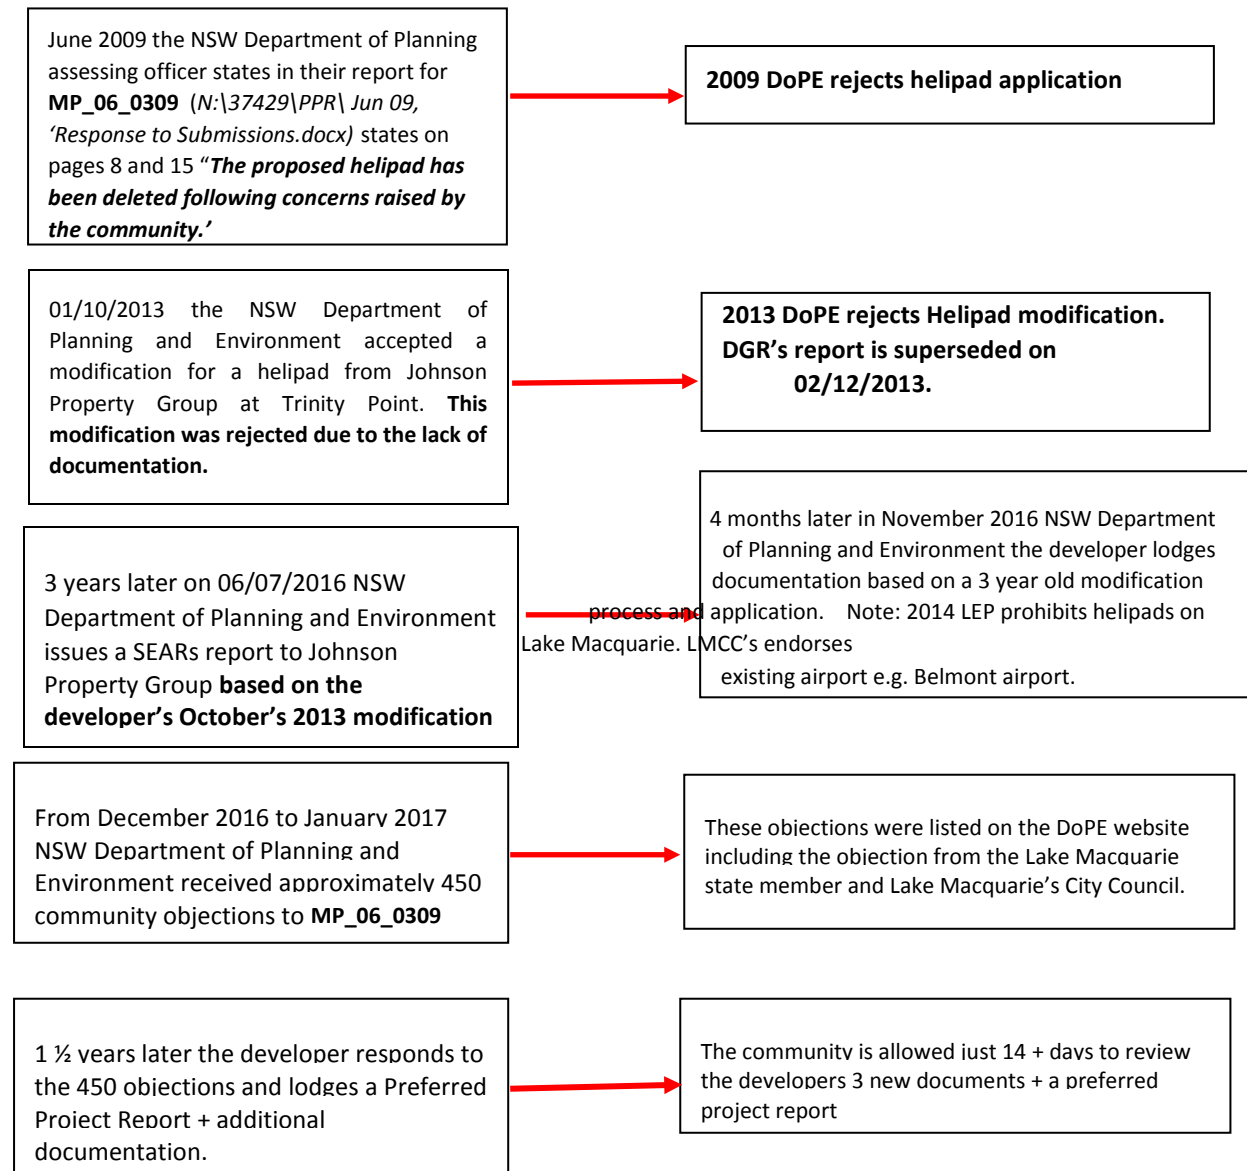 June 2009 the NSW Department of Planning
assessing officer states in their report for
MP_06_0309 (N:\37429\PPR\ Jun 09,
‘Response to Submissions.docx) states on
pages 8 and 15 “The proposed helipad has
been deleted following concerns raised by
the community.’
2009 DoPE rejects helipad application
01/10/2013 the NSW Department of
Planning and Environment accepted a
modification for a helipad from Johnson
Property Group at Trinity Point. This
modification was rejected due to the lack of
documentation.
2013 DoPE rejects Helipad modification.
DGR’s report is superseded on
02/12/2013.
3 years later on 06/07/2016 NSW
Department of Planning and Environment
issues a SEARs report to Johnson
Property Group based on the
developer’s October’s 2013 modification
4 months later in November 2016 NSW Department
of Planning and Environment the developer lodges
documentation based on a 3 year old modification
process and application. Note: 2014 LEP prohibits helipads on
Lake Macquarie. LMCC’s endorses
existing airport e.g. Belmont airport.
From December 2016 to January 2017
NSW Department of Planning and
Environment received approximately 450
community objections to MP_06_0309
These objections were listed on the DoPE website
including the objection from the Lake Macquarie
state member and Lake Macquarie’s City Council.
1 ½ years later the developer responds to
the 450 objections and lodges a Preferred
Project Report + additional
documentation.
The community is allowed just 14 + days to review
the developers 3 new documents + a preferred
project report